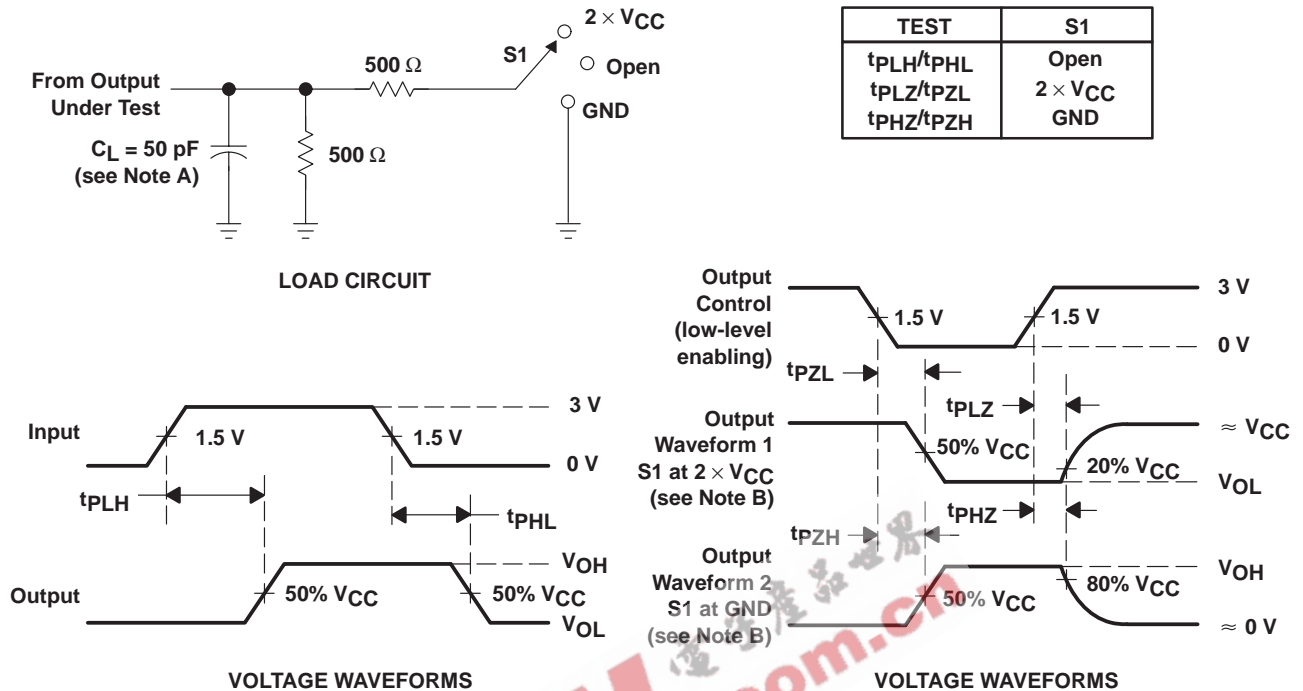 2 × VCC
S1
Open
GND
500 Ω
From Output
Under Test
CL = 50 pF
(see Note A)
500 Ω
LOAD CIRCUIT
TEST S1
tPLH/tPHL Open
tPLZ/tPZL 2 × VCC
tPHZ/tPZH GND
Input
3 V
1.5 V
1.5 V
0 V
tPLH
tPHL
Output
VOH
50% VCC
50% VCC
VOL
VOLTAGE WAVEFORMS
Output
Control
(low-level
enabling)
3 V
1.5 V
1.5 V
0 V
tPZL
tPLZ
Output
Waveform 1
S1 at 2 × VCC
(see Note B)
≈ VCC
50% VCC
20% VCC
VOL
tPHZ
tPZH
Output
Waveform 2
S1 at GND
(see Note B)
VOH
50% VCC
80% VCC
≈ 0 V
VOLTAGE WAVEFORMS
om.cn